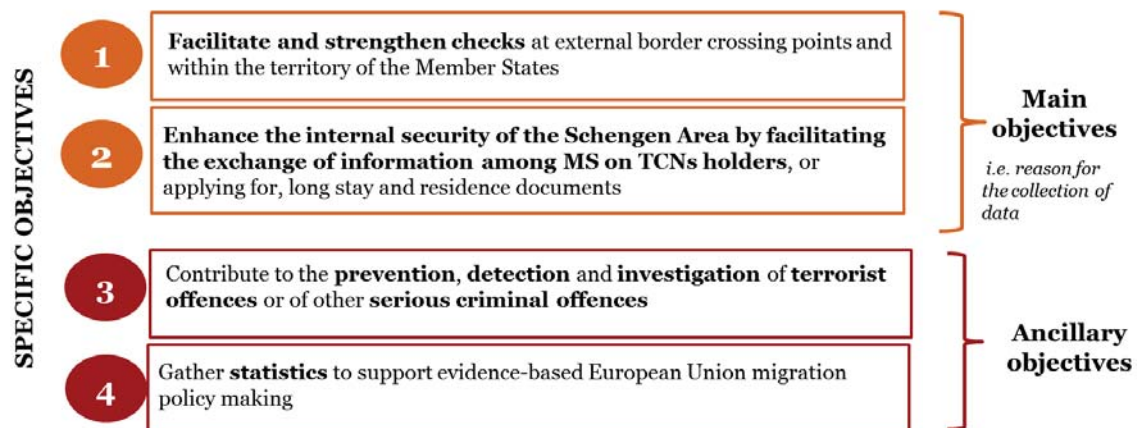 SPECIFIC OBJECTIVES
1
Facilitate and strengthen checks at external border crossing points and
within the territory of the Member States
2
Enhance the internal security of the Schengen Area by facilitating
the exchange of information among MS on TCNs holders, or
applying for, long stay and residence documents
Main
objectives
i.e. reason for
the collection of
data
3
Contribute to the prevention, detection and investigation of terrorist
offences or of other serious criminal offences
4
Gather statistics to support evidence-based European Union migration
policy making
Ancillary
objectives